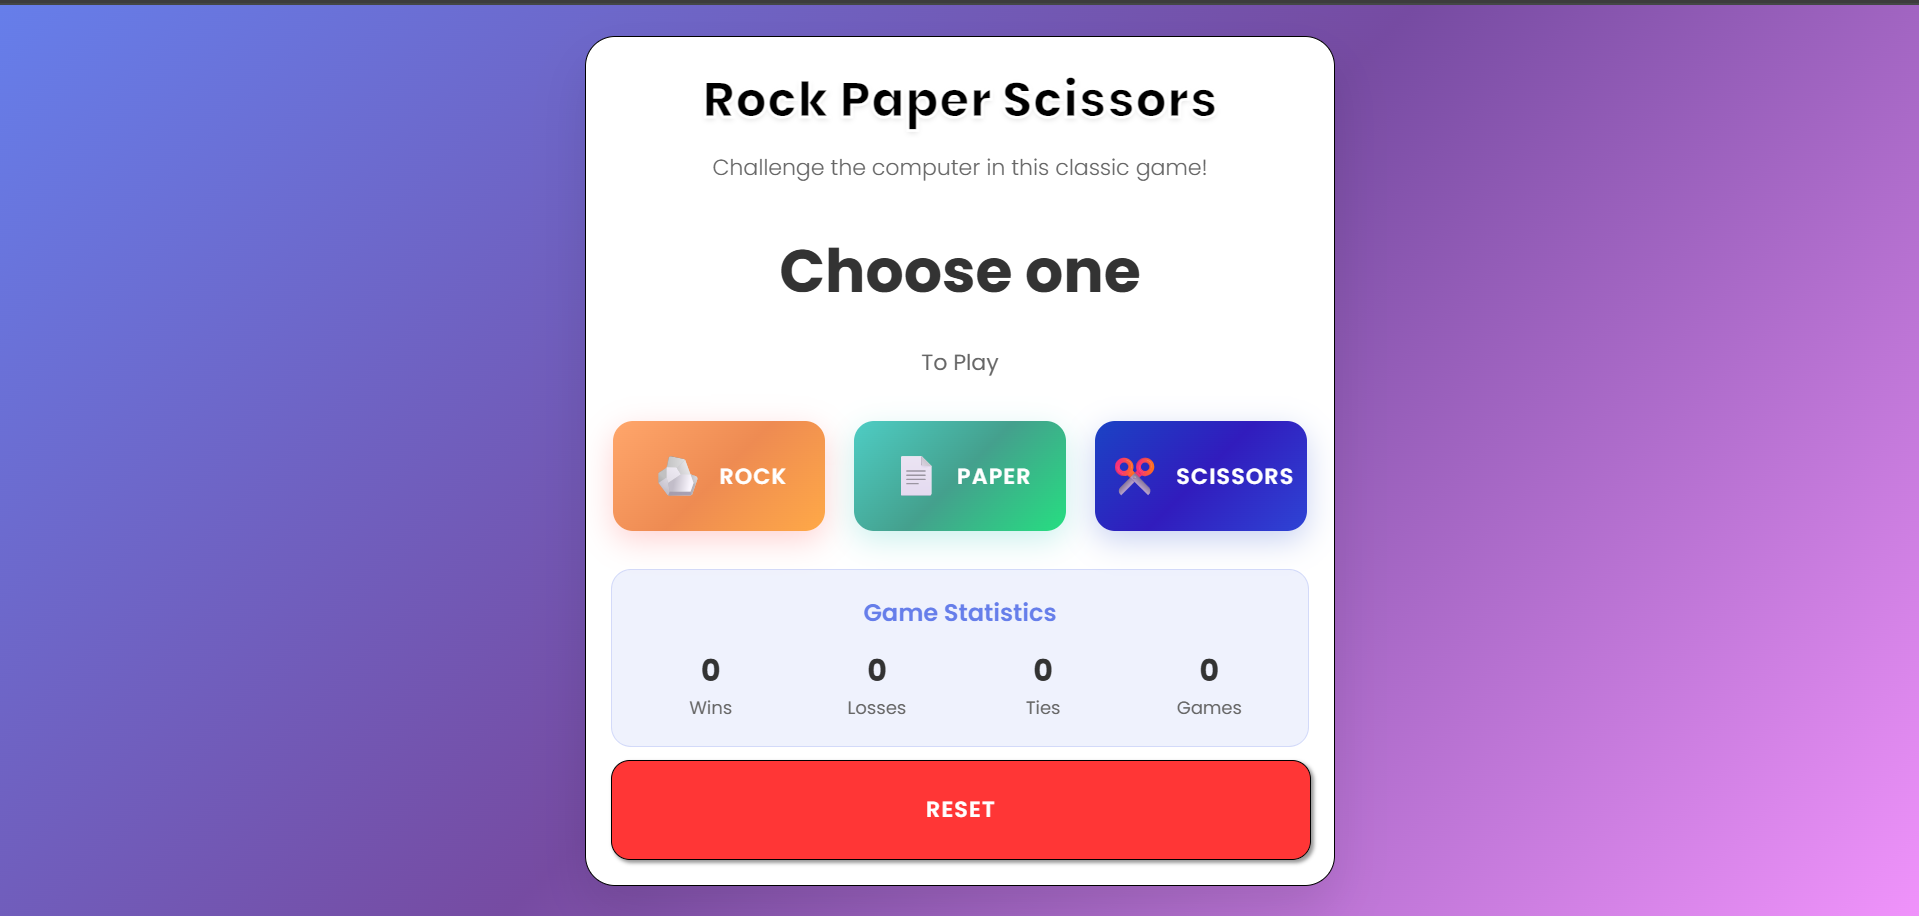 Rock Paper Scissors
Challenge the computer in this classic game!
Choose one
To Play
ROCK PAPER SCISSORS
Game Statistics
0 0 0 0
Wins Losses Ties Games
RESET